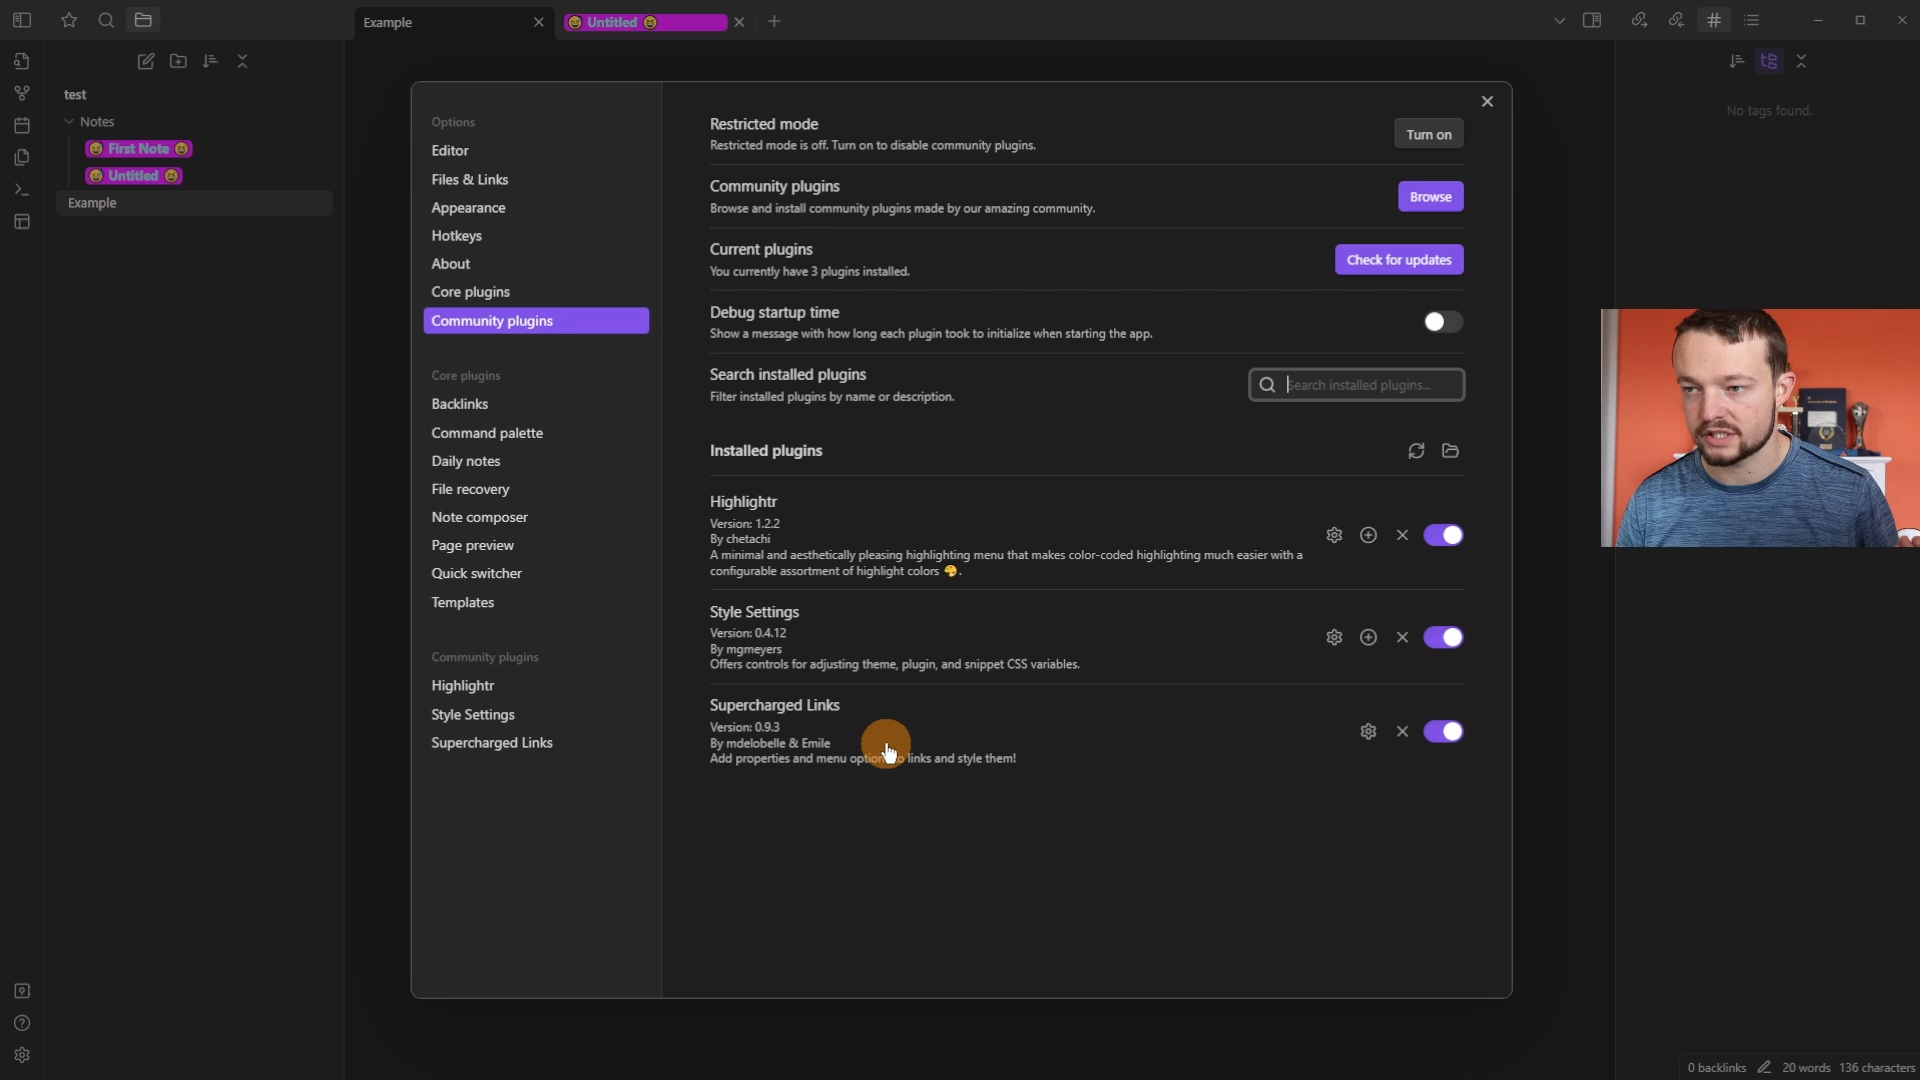 Example
Untitled
test
Notes
First Note
Untitled
Example
Options
Editor
Files & Links
Appearance
Hotkeys
About
Core plugins
Community plugins
Core plugins
Backlinks
Command palette
Daily notes
File recovery
Note composer
Page preview
Quick switcher
Templates
Community plugins
Highlightr
Style Settings
Supercharged Links
Restricted mode
Restricted mode is off. Turn on to disable community plugins.
Turn on
Community plugins
Browse and install community plugins made by our amazing community.
Browse
Current plugins
You currently have 3 plugins installed.
Check for updates
Debug startup time
Show a message with how long each plugin took to initialize when starting the app.
Search installed plugins
Filter installed plugins by name or description.
Search installed plugins...
Installed plugins
Highlightr
Version: 1.2.2
By chetachi
A minimal and aesthetically pleasing highlighting menu that makes color-coded highlighting much easier with a
configurable assortment of highlight colors 🎨.
Style Settings
Version: 0.4.12
By mgmeyers
Offers controls for adjusting theme, plugin, and snippet CSS variables.
Supercharged Links
Version: 0.9.3
By mdelobelle & Emile
Add properties and menu links and style them!
No tags found.
0 backlinks 20 words 136 characters